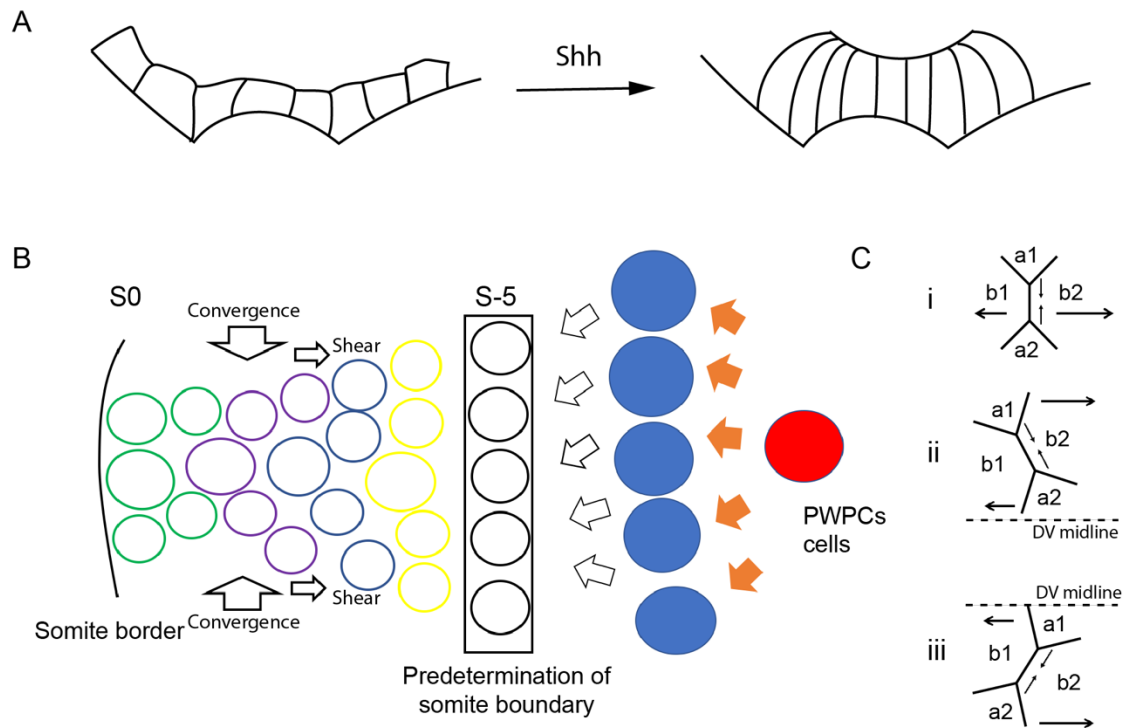 A
Shh
B
S0
Convergence
Shear
S-5
PWPCs
cells
Somite border
Convergence
Shear
Predetermination of
somite boundary
C
i
a1
b1
b2
a2
ii
a1
b2
b1
a2
DV midline
iii
DV midline
a1
b1
b2
a2